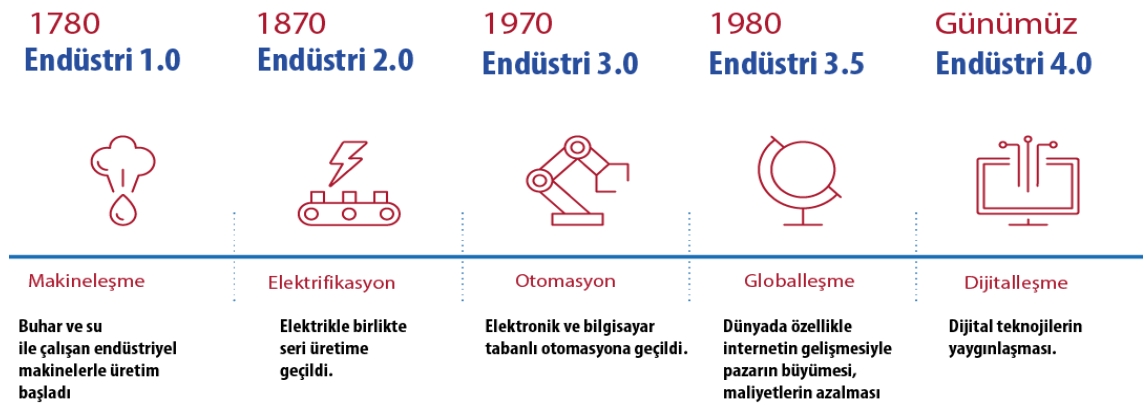 1780
Endüstri 1.0
1870
Endüstri 2.0
1970
Endüstri 3.0
1980
Endüstri 3.5
Günümüz
Endüstri 4.0
Makineleşme
Buhar ve su
ile çalışan endüstriyel
makinelerle üretim
başladı
Elektrifikasyon
Elektrikle birlikte
seri üretime
geçildi.
Otomasyon
Elektronik ve bilgisayar
tabanlı otomasyona geçildi.
Globalleşme
Dünyada özellikle
internetin gelişmesiyle
pazarın büyümesi,
maliyetlerin azalması
Dijitalleşme
Dijital teknojilerin
yaygınlaşması.